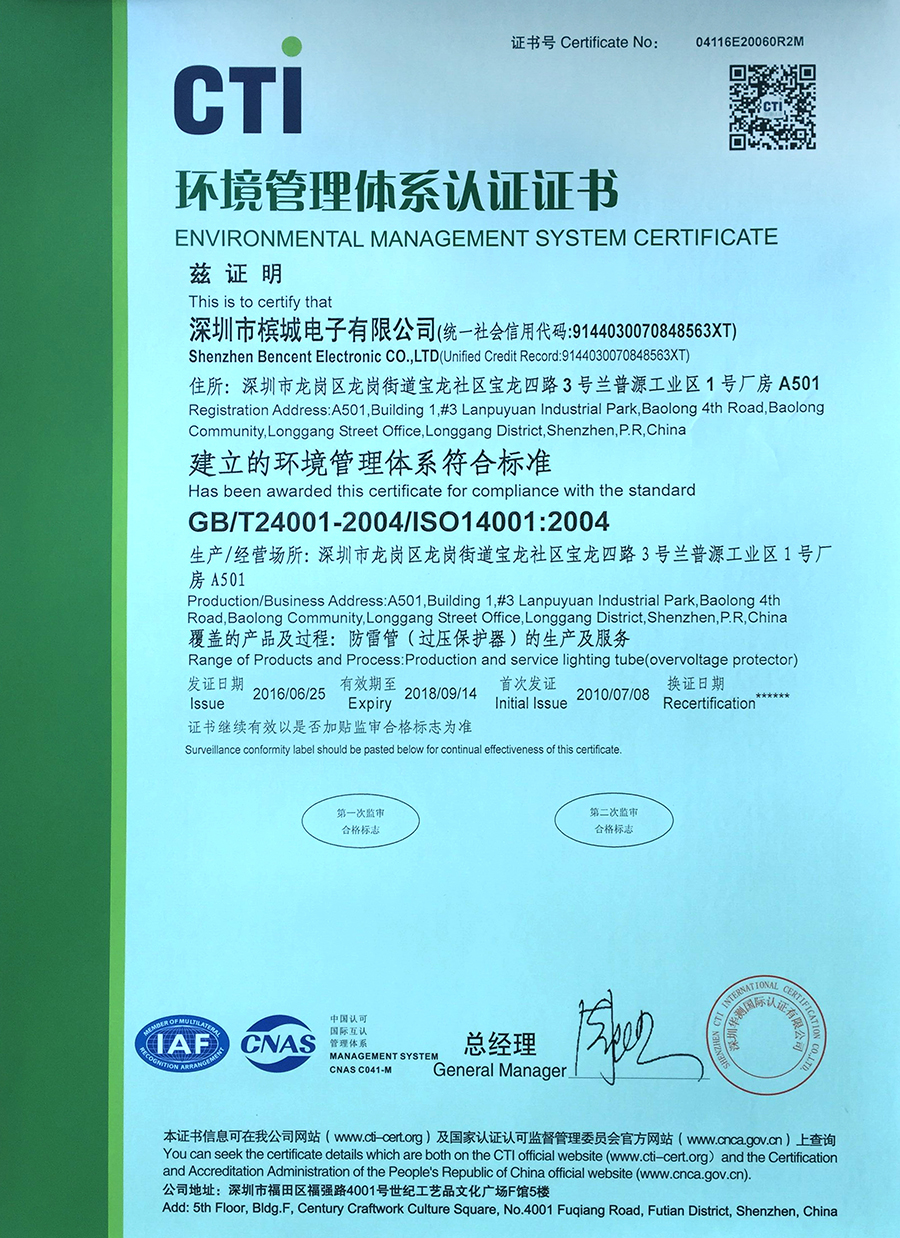 证书号 Certificate No: 04116E20060R2M
CTI
CTI
环境管理体系认证证书
ENVIRONMENTAL MANAGEMENT SYSTEM CERTIFICATE
兹证明
This is to certify that
深圳市槟城电子有限公司(统一社会信用代码:9144030070848563XT)
Shenzhen Bencent Electronic CO.,LTD(Unified Credit Record:9144030070848563XT)
住所: 深圳市龙岗区龙岗街道宝龙社区宝龙四路3号兰普源工业区1号厂房A501
Registration Address:A501,Building 1,#3 Lanpuyuan Industrial Park,Baolong 4th Road,Baolong
Community,Longgang Street Office,Longgang District,Shenzhen,P.R,China
建立的环境管理体系符合标准
Has been awarded this certificate for compliance with the standard
GB/T24001-2004/ISO14001:2004
生产/经营场所: 深圳市龙岗区龙岗街道宝龙社区宝龙四路3号兰普源工业区1号厂
房A501
Production/Business Address:A501,Building 1,#3 Lanpuyuan Industrial Park,Baolong 4th
Road,Baolong Community,Longgang Street Office,Longgang District,Shenzhen,P.R,China
覆盖的产品及过程: 防雷管(过压保护器)的生产及服务
Range of Products and Process:Production and service lighting tube(overvoltage protector)
发证日期 有效期至 首次发证 换证日期
Issue 2016/06/25 Expiry 2018/09/14 Initial Issue 2010/07/08 Recertification******
证书继续有效以是否加贴监审合格标志为准
Surveillance conformity label should be pasted below for continual effectiveness of this certificate.
第一次监审 第二次监审
合格标志 合格标志
MEMBER OF MULTILATERAL
IAF
RECOGNITION ARRANGEMENT
CNAS
中国认可
国际互认
管理体系
MANAGEMENT SYSTEM
CNAS C041-M
总经理
General Manager
SHENZHEN CTI INTERNATIONAL CERTIFICATION CO.,LTD.
深圳华测国际认证有限公司
本证书信息可在我公司网站(www.cti-cert.org)及国家认证认可监督管理委员会官方网站(www.cnca.gov.cn)上查询
You can seek the certificate details which are both on the CTI official website (www.cti-cert.org) and the Certification
and Accreditation Administration of the People's Republic of China official website (www.cnca.gov.cn).
公司地址: 深圳市福田区福强路4001号世纪工艺品文化广场F馆5楼
Add: 5th Floor, Bldg.F, Century Craftwork Culture Square, No.4001 Fuqiang Road, Futian District, Shenzhen, China